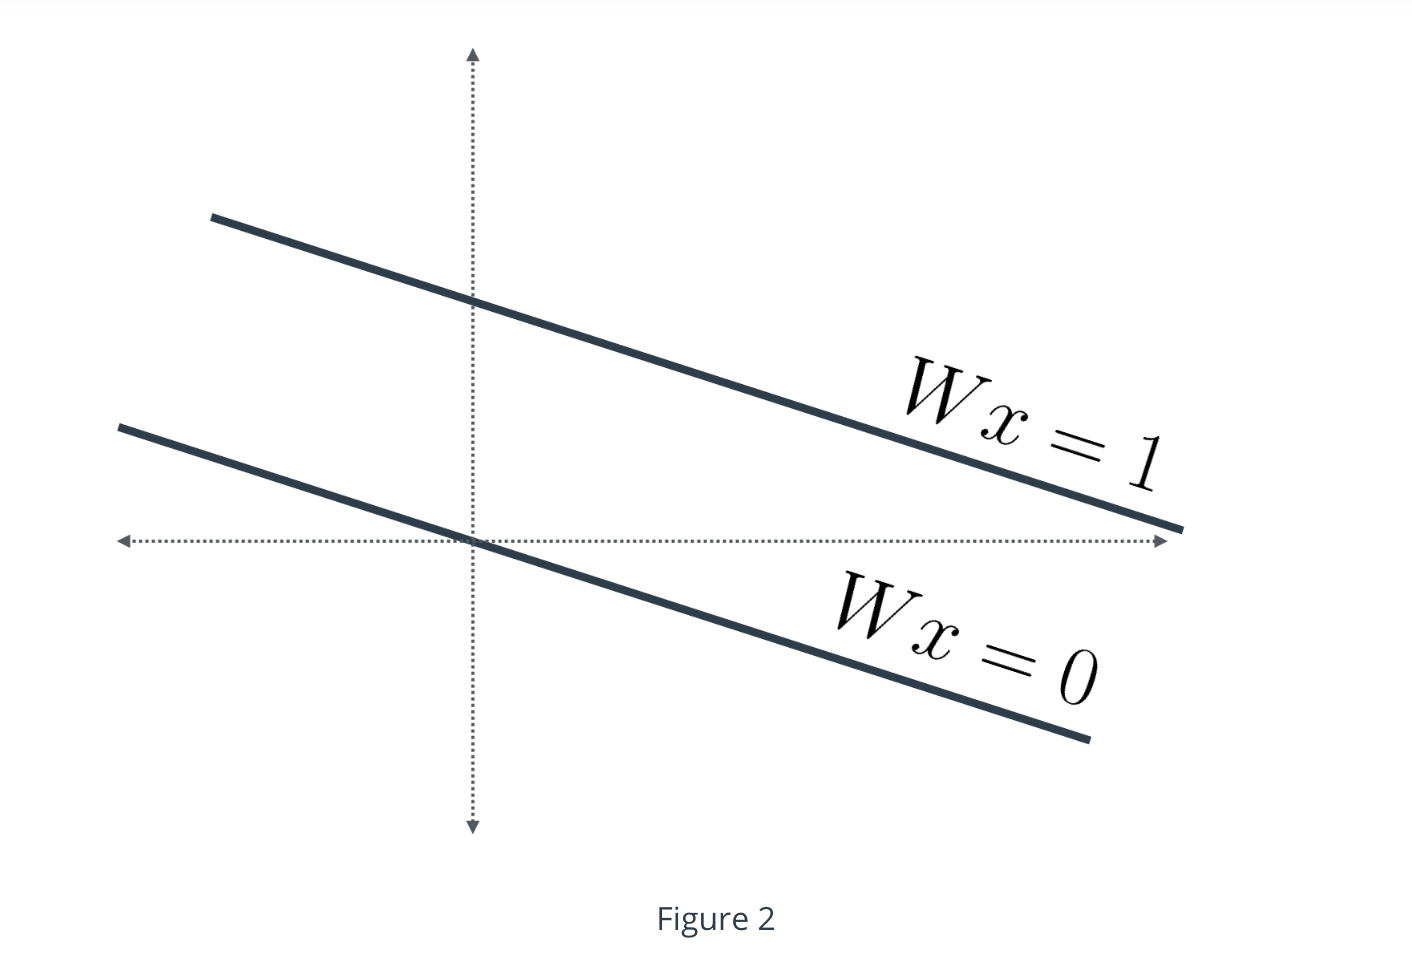 Wx = 1
Wx = 0
Figure 2